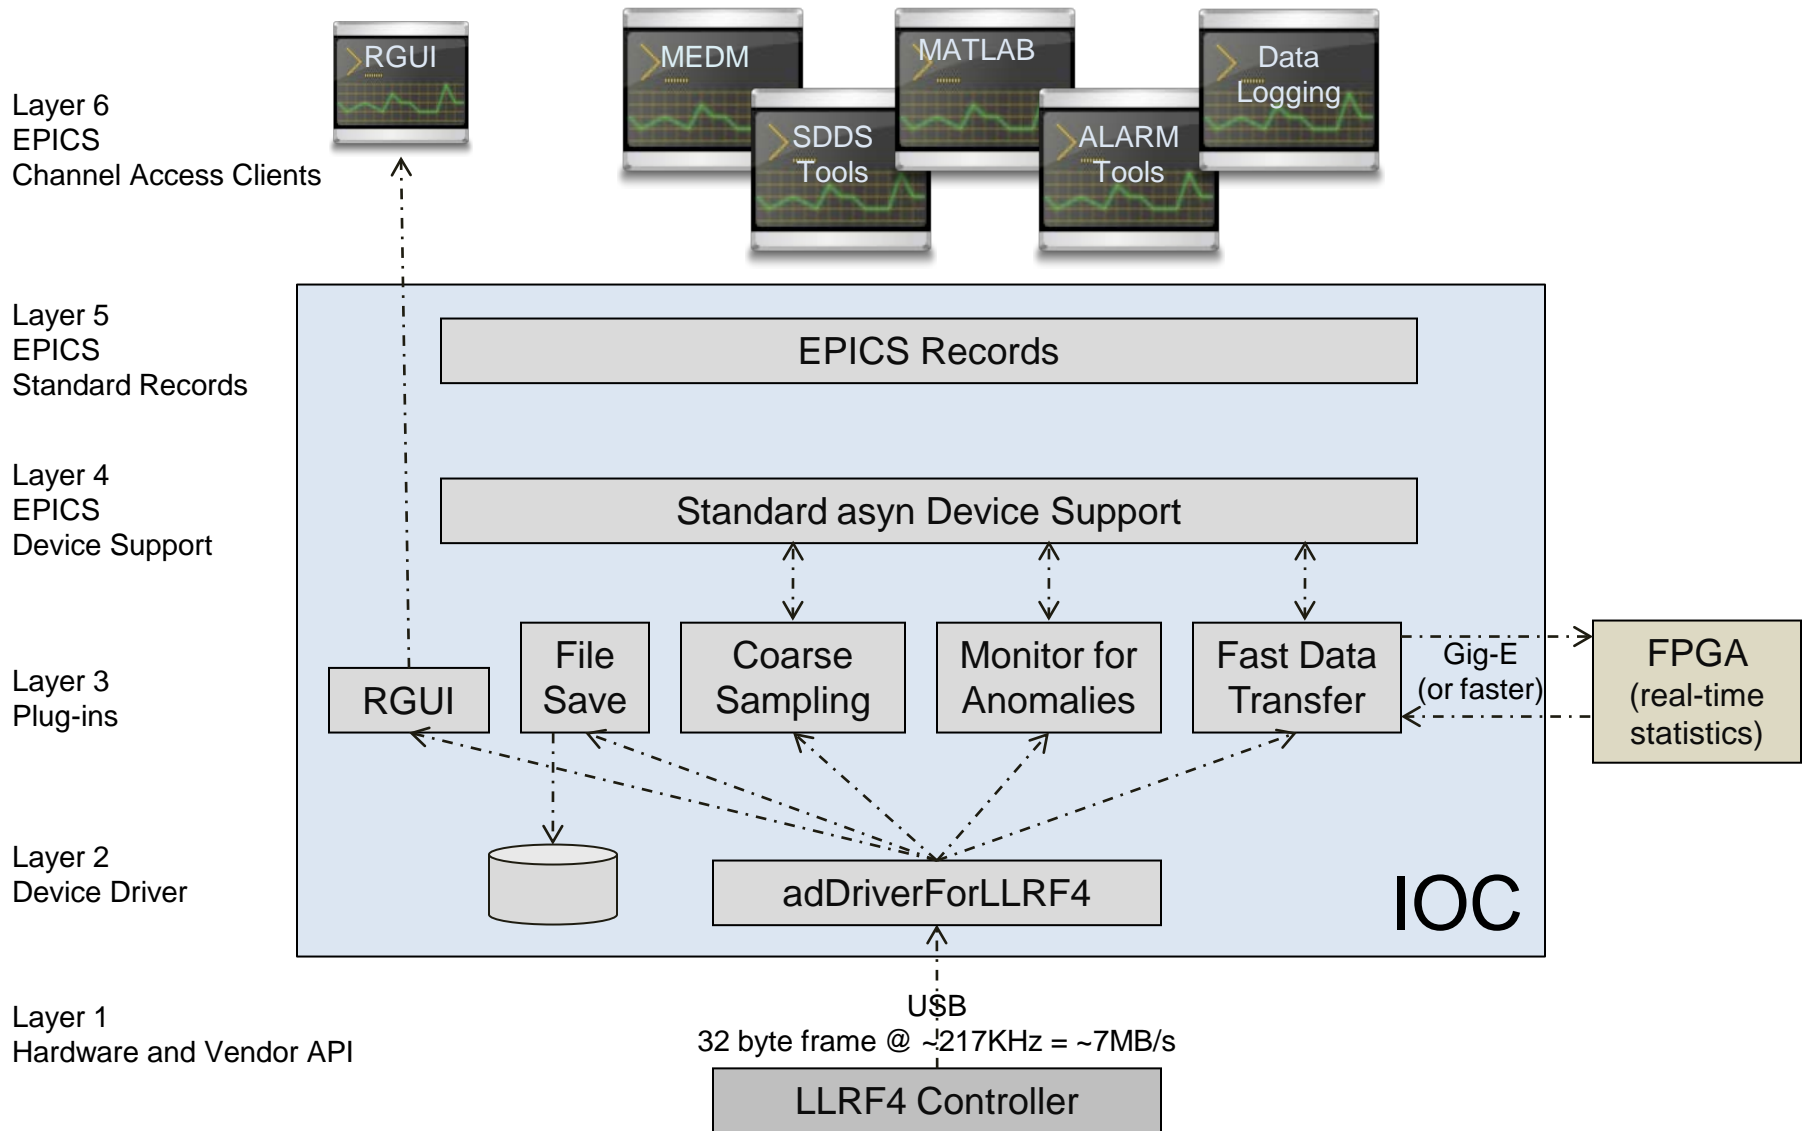 RGUI
MEDM
MATLAB
Data
Logging
SDDS
Tools
ALARM
Tools
Layer 6
EPICS
Channel Access Clients
Layer 5
EPICS
Standard Records
EPICS Records
Layer 4
EPICS
Device Support
Standard asyn Device Support
Layer 3
Plug-ins
RGUI
File
Save
Coarse
Sampling
Monitor for
Anomalies
Fast Data
Transfer
Gig-E
(or faster)
FPGA
(real-time
statistics)
Layer 2
Device Driver
adDriverForLLRF4
IOC
Layer 1
Hardware and Vendor API
USB
32 byte frame @ ~217KHz = ~7MB/s
LLRF4 Controller